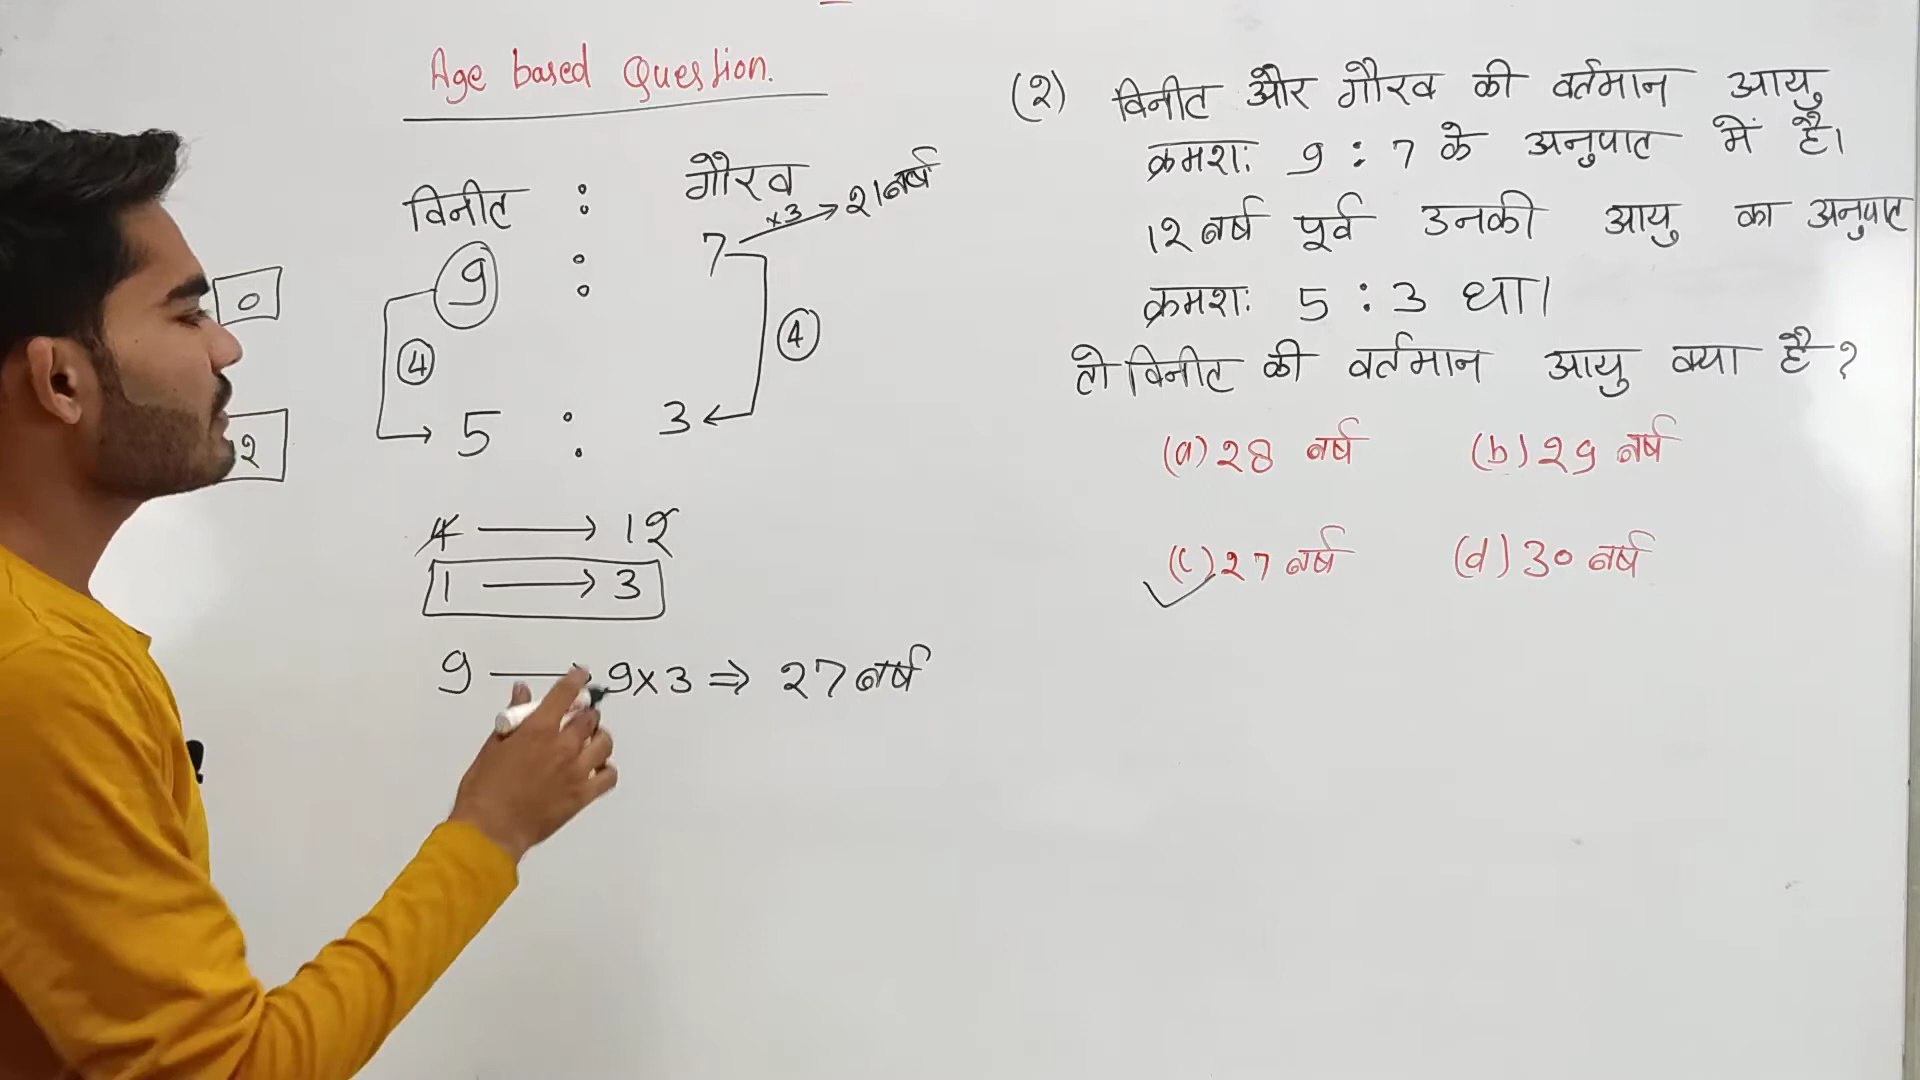 Age based Question.
विनीत : गौरव
9 : 7 ×3 → 21 वर्ष
0
④ ④
5 : 3
2
4 → 12
1 → 3
9 → 9×3 ⇒ 27 वर्ष
(2) विनीत और गौरव की वर्तमान आयु
क्रमशः 9 : 7 के अनुपात में है।
12 वर्ष पूर्व उनकी आयु का अनुपात
क्रमशः 5 : 3 था।
तो विनीत की वर्तमान आयु क्या है?
(a) 28 वर्ष (b) 29 वर्ष
(c) 27 वर्ष (d) 30 वर्ष